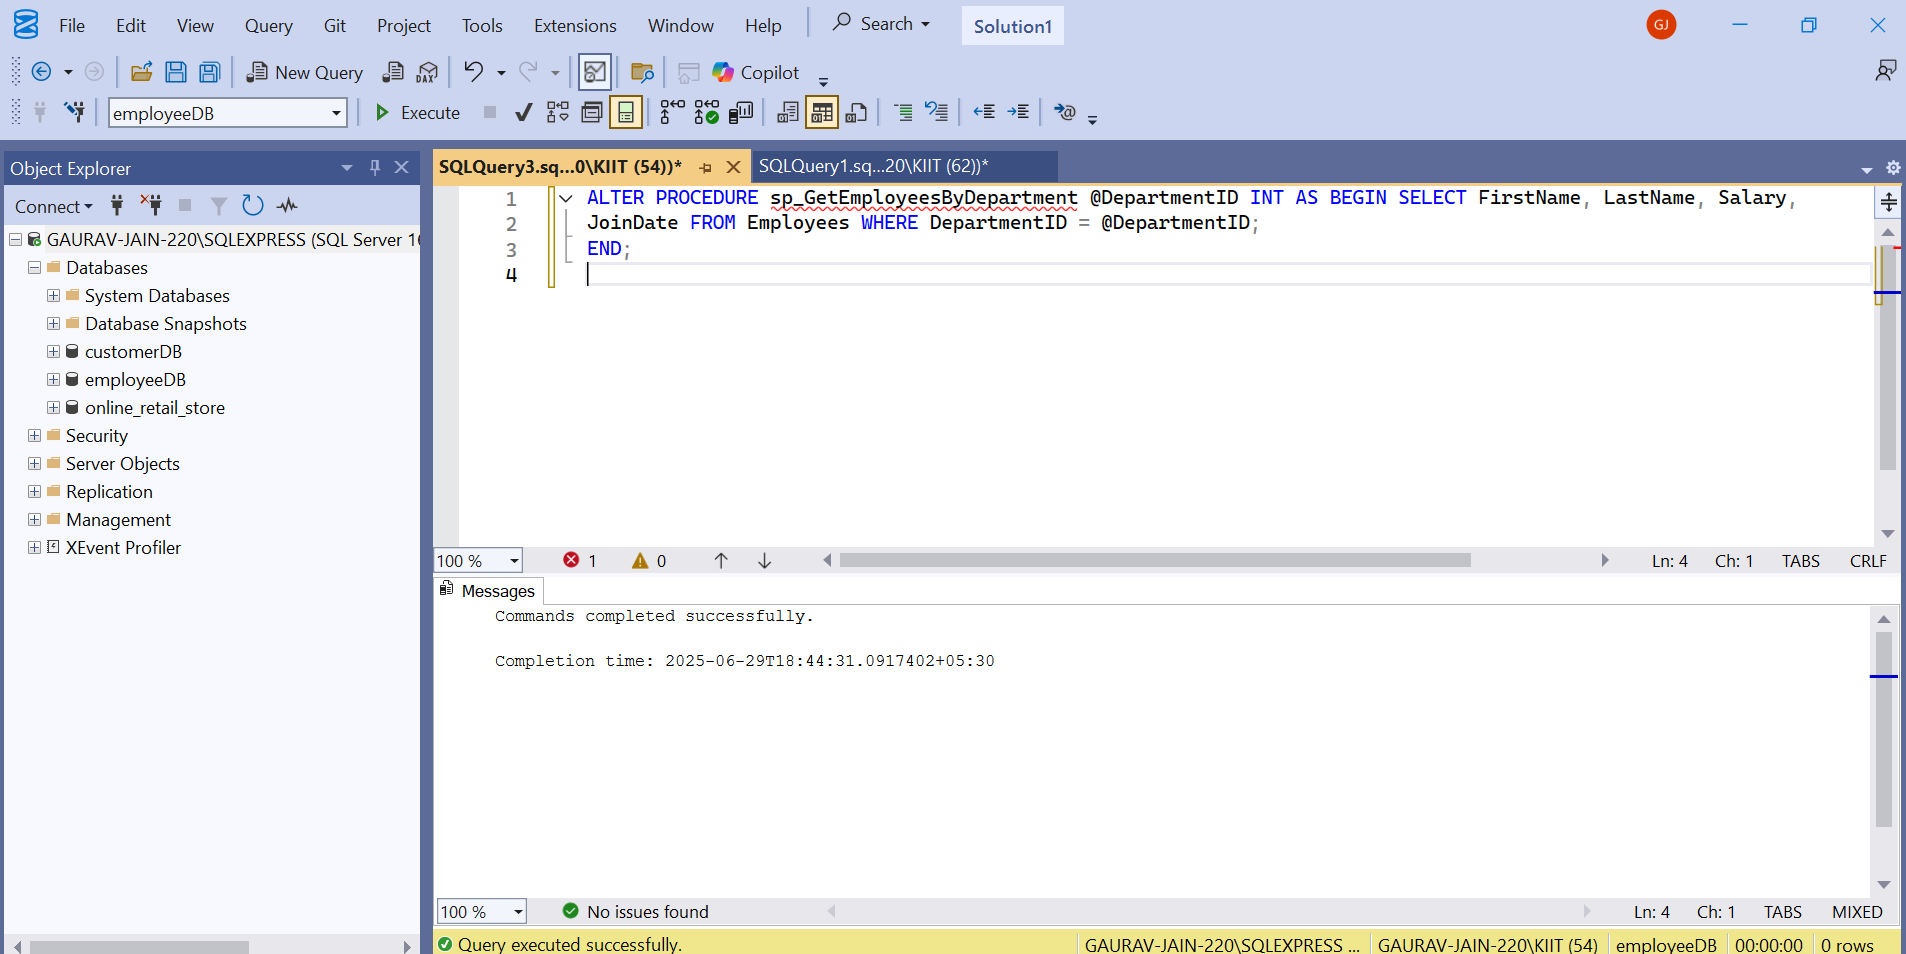 File Edit View Query Git Project Tools Extensions Window Help Search Solution1 GJ
New Query DAX Copilot
employeeDB Execute
Object Explorer
Connect
GAURAV-JAIN-220\SQLEXPRESS (SQL Server 16
Databases
System Databases
Database Snapshots
customerDB
employeeDB
online_retail_store
Security
Server Objects
Replication
Management
XEvent Profiler
SQLQuery3.sq...0\KIIT (54))* SQLQuery1.sq...20\KIIT (62))*
1 ALTER PROCEDURE sp_GetEmployeesByDepartment @DepartmentID INT AS BEGIN SELECT FirstName, LastName, Salary,
2 JoinDate FROM Employees WHERE DepartmentID = @DepartmentID;
3 END;
4
100 % 1 0 Ln: 4 Ch: 1 TABS CRLF
Messages
Commands completed successfully.
Completion time: 2025-06-29T18:44:31.0917402+05:30
100 % No issues found Ln: 4 Ch: 1 TABS MIXED
Query executed successfully. GAURAV-JAIN-220\SQLEXPRESS ... GAURAV-JAIN-220\KIIT (54) employeeDB 00:00:00 0 rows